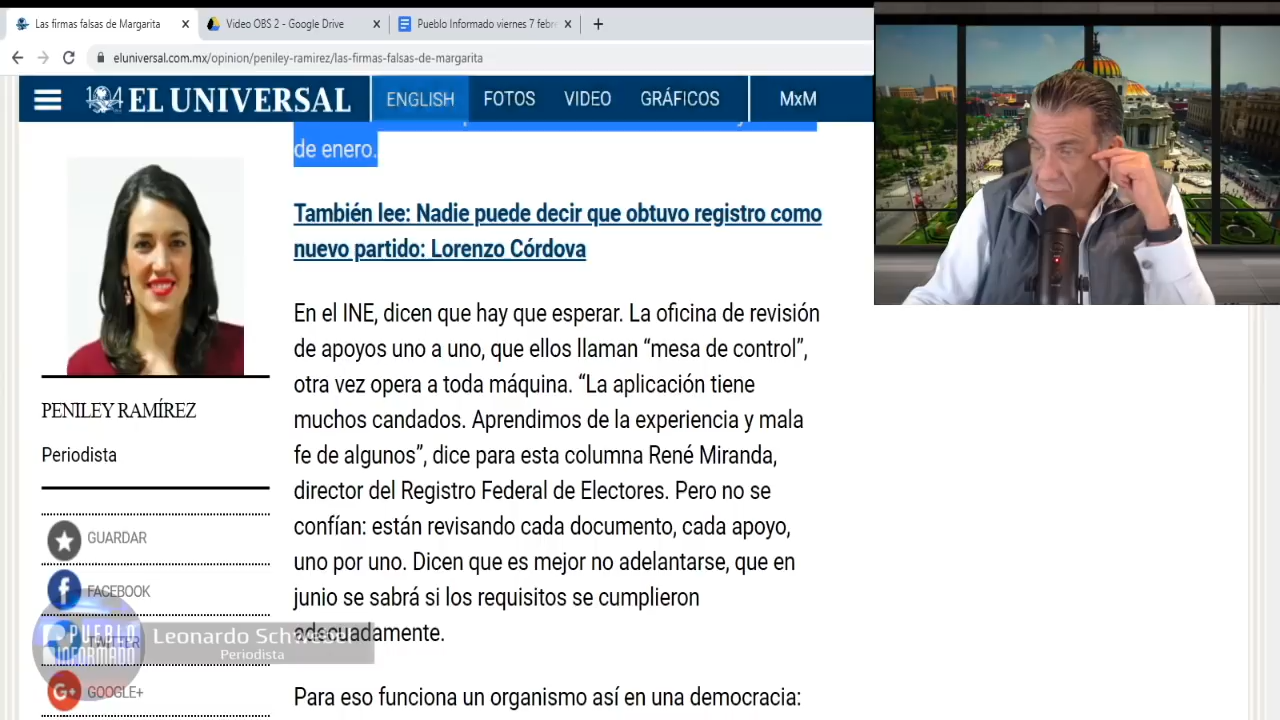 Las firmas falsas de Margarita
Video OBS 2 - Google Drive
Pueblo Informado viernes 7 febre
eluniversal.com.mx/opinion/peniley-ramirez/las-firmas-falsas-de-margarita
104 EL UNIVERSAL
ENGLISH FOTOS VIDEO GRÁFICOS MxM
de enero.
También lee: Nadie puede decir que obtuvo registro como
nuevo partido: Lorenzo Córdova
En el INE, dicen que hay que esperar. La oficina de revisión
de apoyos uno a uno, que ellos llaman “mesa de control”,
otra vez opera a toda máquina. “La aplicación tiene
muchos candados. Aprendimos de la experiencia y mala
fe de algunos”, dice para esta columna René Miranda,
director del Registro Federal de Electores. Pero no se
confían: están revisando cada documento, cada apoyo,
uno por uno. Dicen que es mejor no adelantarse, que en
junio se sabrá si los requisitos se cumplieron
adecuadamente.
Para eso funciona un organismo así en una democracia:
PENILEY RAMÍREZ
Periodista
GUARDAR
FACEBOOK
TWITTER
G+ GOOGLE+
PUEBLO
INFORMADO
Leonardo Schwebel
Periodista